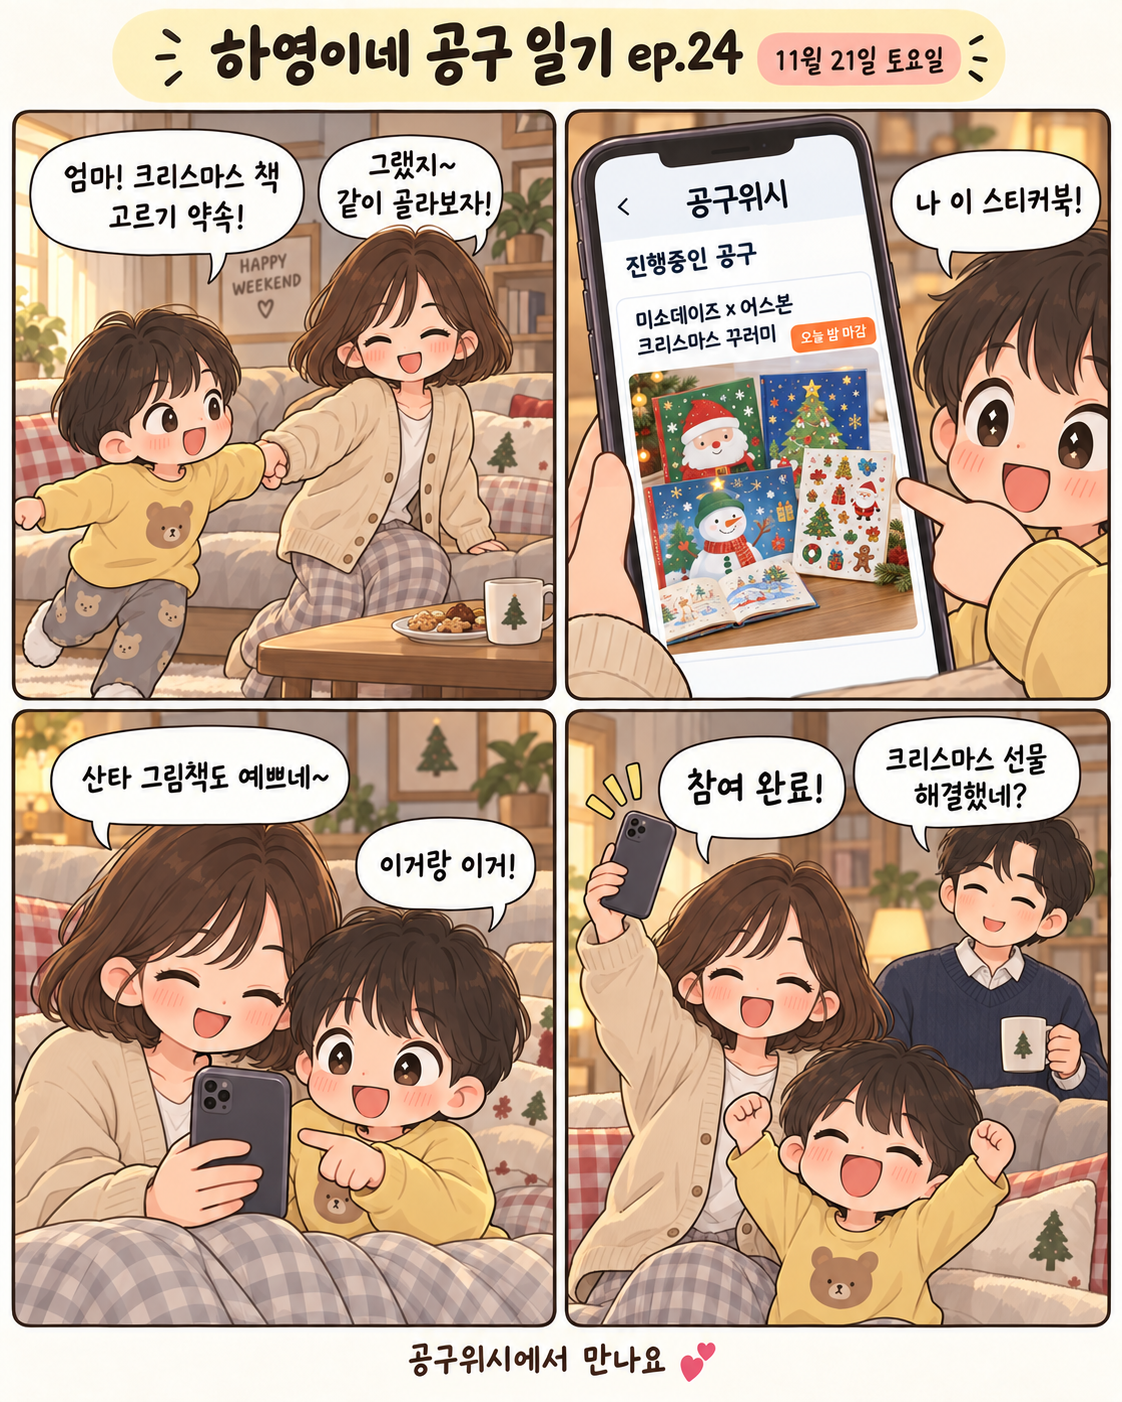 하영이네 공구 일기 ep.24
11월 21일 토요일
엄마! 크리스마스 책
고르기 약속!
그랬지~
같이 골라보자!
HAPPY
WEEKEND
나 이 스티커북!
공구위시
진행중인 공구
미소데이즈 x 어스본
크리스마스 꾸러미
오늘 밤 마감
산타 그림책도 예쁘네~
이거랑 이거!
참여 완료!
크리스마스 선물
해결했네?
공구위시에서 만나요